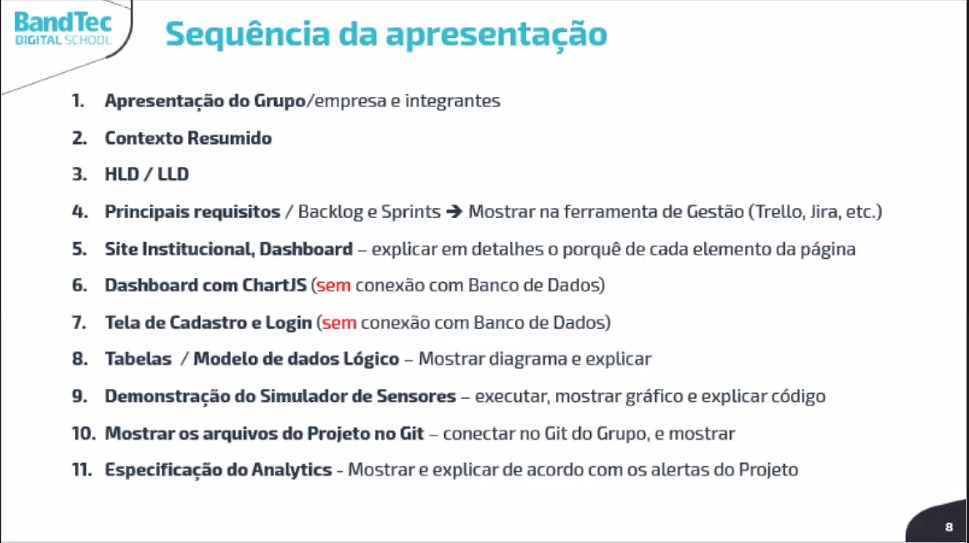 BandTec
DIGITAL SCHOOL
Sequência da apresentação
1. Apresentação do Grupo/empresa e integrantes
2. Contexto Resumido
3. HLD / LLD
4. Principais requisitos / Backlog e Sprints → Mostrar na ferramenta de Gestão (Trello, Jira, etc.)
5. Site Institucional, Dashboard – explicar em detalhes o porquê de cada elemento da página
6. Dashboard com ChartJS (sem conexão com Banco de Dados)
7. Tela de Cadastro e Login (sem conexão com Banco de Dados)
8. Tabelas / Modelo de dados Lógico – Mostrar diagrama e explicar
9. Demonstração do Simulador de Sensores – executar, mostrar gráfico e explicar código
10. Mostrar os arquivos do Projeto no Git – conectar no Git do Grupo, e mostrar
11. Especificação do Analytics - Mostrar e explicar de acordo com os alertas do Projeto
8